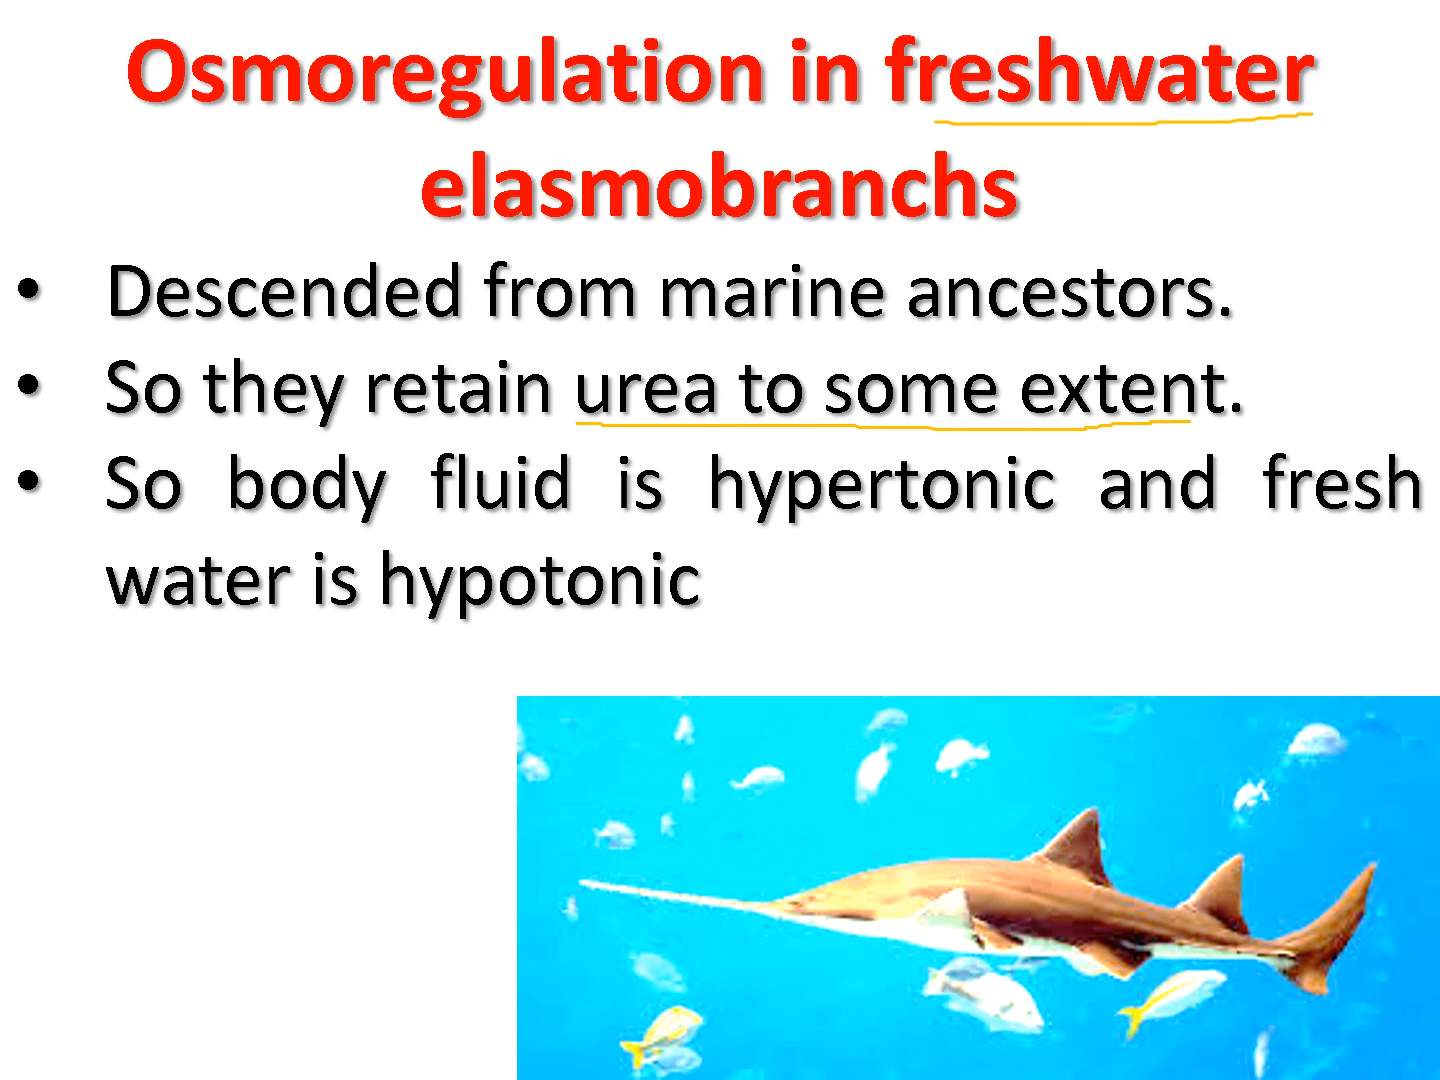 Osmoregulation in freshwater
elasmobranchs
• Descended from marine ancestors.
• So they retain urea to some extent.
• So body fluid is hypertonic and fresh
water is hypotonic